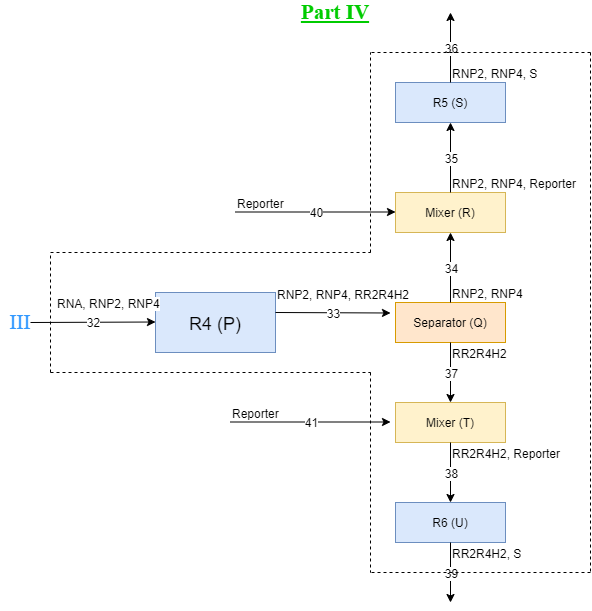 Part IV
36
RNP2, RNP4, S
R5 (S)
35
RNP2, RNP4, Reporter
Reporter
40
Mixer (R)
34
RNP2, RNP4
RNA, RNP2, RNP4
RNP2, RNP4, RR2R4H2
III
32
R4 (P)
33
Separator (Q)
RR2R4H2
37
Reporter
41
Mixer (T)
RR2R4H2, Reporter
38
R6 (U)
RR2R4H2, S
39